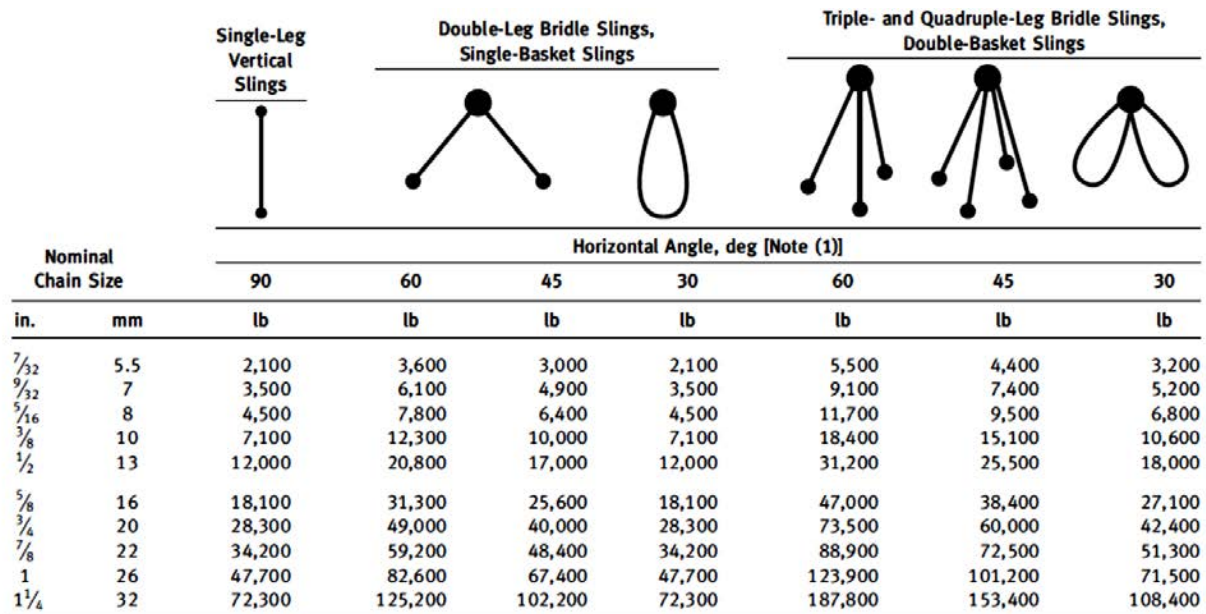 Single-Leg
Vertical
Slings
Double-Leg Bridle Slings,
Single-Basket Slings
Triple- and Quadruple-Leg Bridle Slings,
Double-Basket Slings
Nominal
Chain Size
Horizontal Angle, deg [Note (1)]
90 60 45 30 60 45 30
in. mm lb lb lb lb lb lb lb
7/32 5.5 2,100 3,600 3,000 2,100 5,500 4,400 3,200
9/32 7 3,500 6,100 4,900 3,500 9,100 7,400 5,200
5/16 8 4,500 7,800 6,400 4,500 11,700 9,500 6,800
3/8 10 7,100 12,300 10,000 7,100 18,400 15,100 10,600
1/2 13 12,000 20,800 17,000 12,000 31,200 25,500 18,000
5/8 16 18,100 31,300 25,600 18,100 47,000 38,400 27,100
3/4 20 28,300 49,000 40,000 28,300 73,500 60,000 42,400
7/8 22 34,200 59,200 48,400 34,200 88,900 72,500 51,300
1 26 47,700 82,600 67,400 47,700 123,900 101,200 71,500
1 1/4 32 72,300 125,200 102,200 72,300 187,800 153,400 108,400